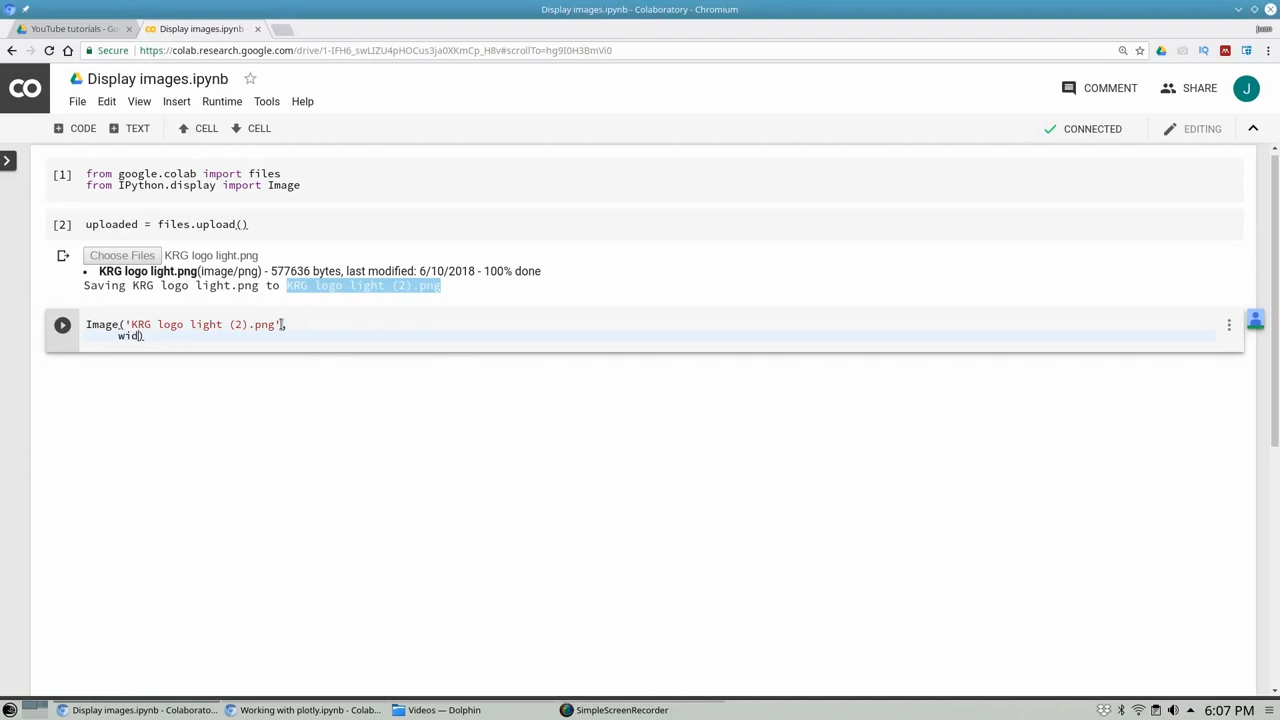 Display images.ipynb - Colaboratory - Chromium
YouTube tutorials - Go
Display images.ipynb
juan
Secure
https://colab.research.google.com/drive/1-IFH6_swLIZU4pHOCus3ja0XKmCp_H8v#scrollTo=hg9I0H3BmVi0
CO
Display images.ipynb
COMMENT
SHARE
J
File Edit View Insert Runtime Tools Help
CODE TEXT CELL CELL
CONNECTED
EDITING
[1] from google.colab import files
from IPython.display import Image
[2] uploaded = files.upload()
Choose Files KRG logo light.png
KRG logo light.png(image/png) - 577636 bytes, last modified: 6/10/2018 - 100% done
Saving KRG logo light.png to KRG logo light (2).png
Image('KRG logo light (2).png',
wid)
Display images.ipynb - Colaborato...
Working with plotly.ipynb - Colab...
Videos — Dolphin
SimpleScreenRecorder
6:07 PM